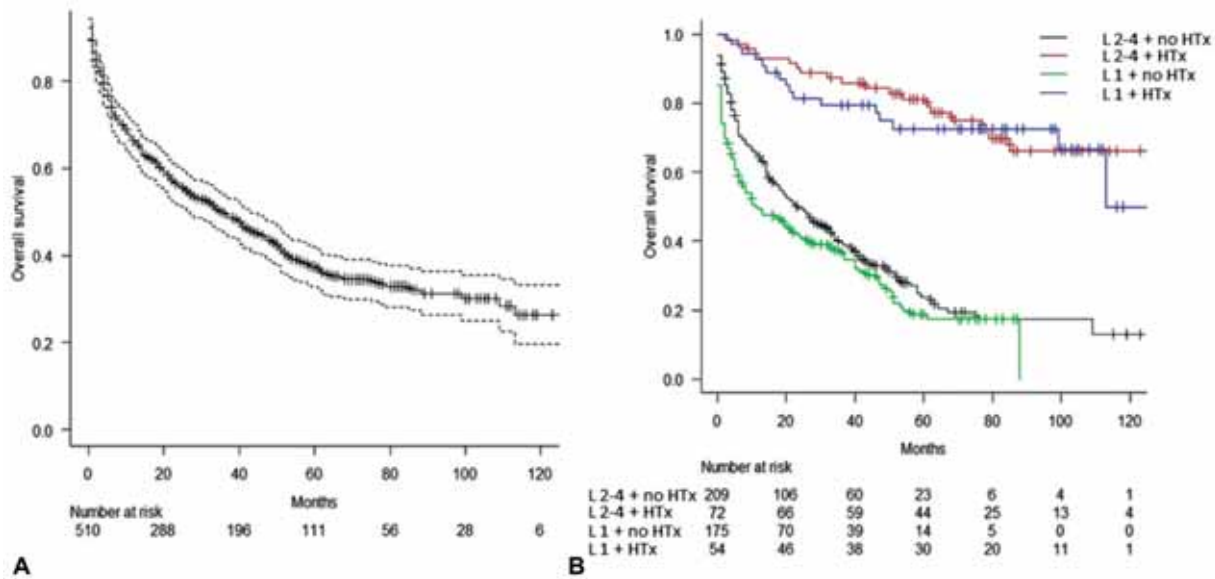 Overall survival
0.8
0.6
0.4
0.2
0.0
0 20 40 60 80 100 120
Months
Number at risk
510 288 196 111 56 28 6
A
Overall survival
1.0
0.8
0.6
0.4
0.2
0.0
L 2-4 + no HTx
L 2-4 + HTx
L 1 + no HTx
L 1 + HTx
0 20 40 60 80 100 120
Months
Number at risk
L 2-4 + no HTx 209 106 60 23 6 4 1
L 2-4 + HTx 72 66 59 44 25 13 4
L 1 + no HTx 175 70 39 14 5 0 0
L 1 + HTx 54 46 38 30 20 11 1
B